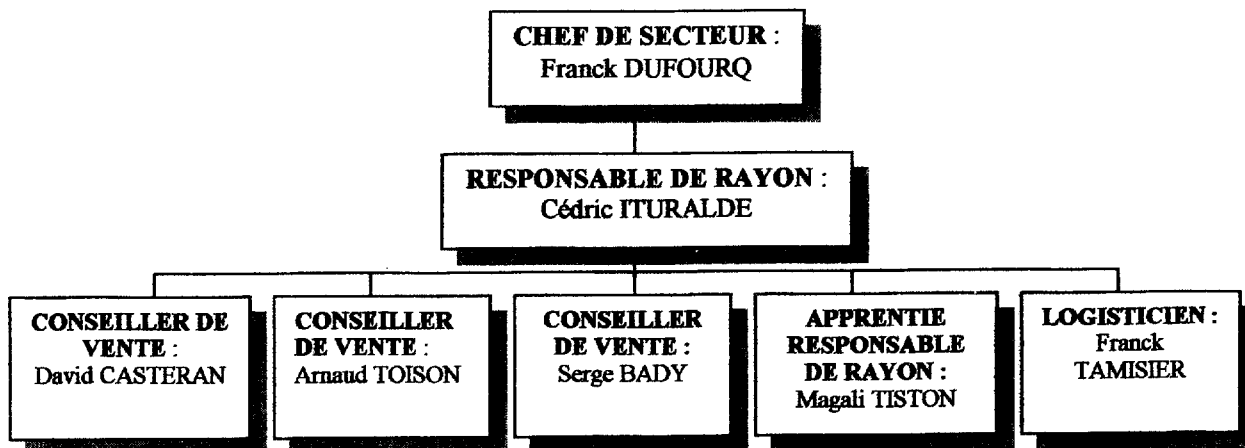 CHEF DE SECTEUR :
Franck DUFOURQ
RESPONSABLE DE RAYON :
Cédric ITURALDE
CONSEILLER DE
VENTE :
David CASTERAN
CONSEILLER
DE VENTE :
Arnaud TOISON
CONSEILLER
DE VENTE :
Serge BADY
APPRENTIE
RESPONSABLE
DE RAYON :
Magali TISTON
LOGISTICIEN :
Franck
TAMISIER